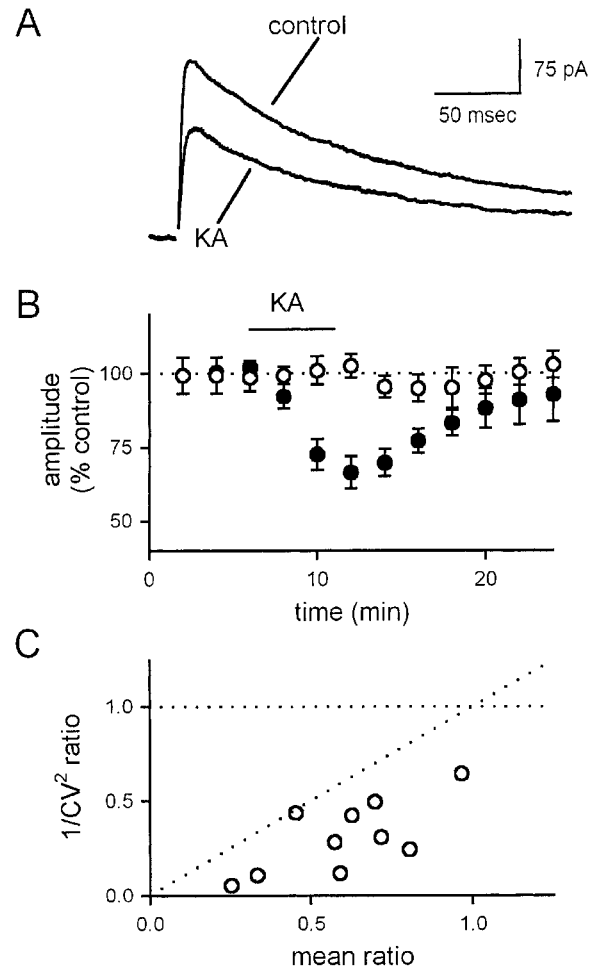 A
control
75 pA
50 msec
KA
B
KA
100
75
50
amplitude
(% control)
0
10
20
time (min)
C
1.0
0.5
0.0
1/CV² ratio
0.0
0.5
1.0
mean ratio